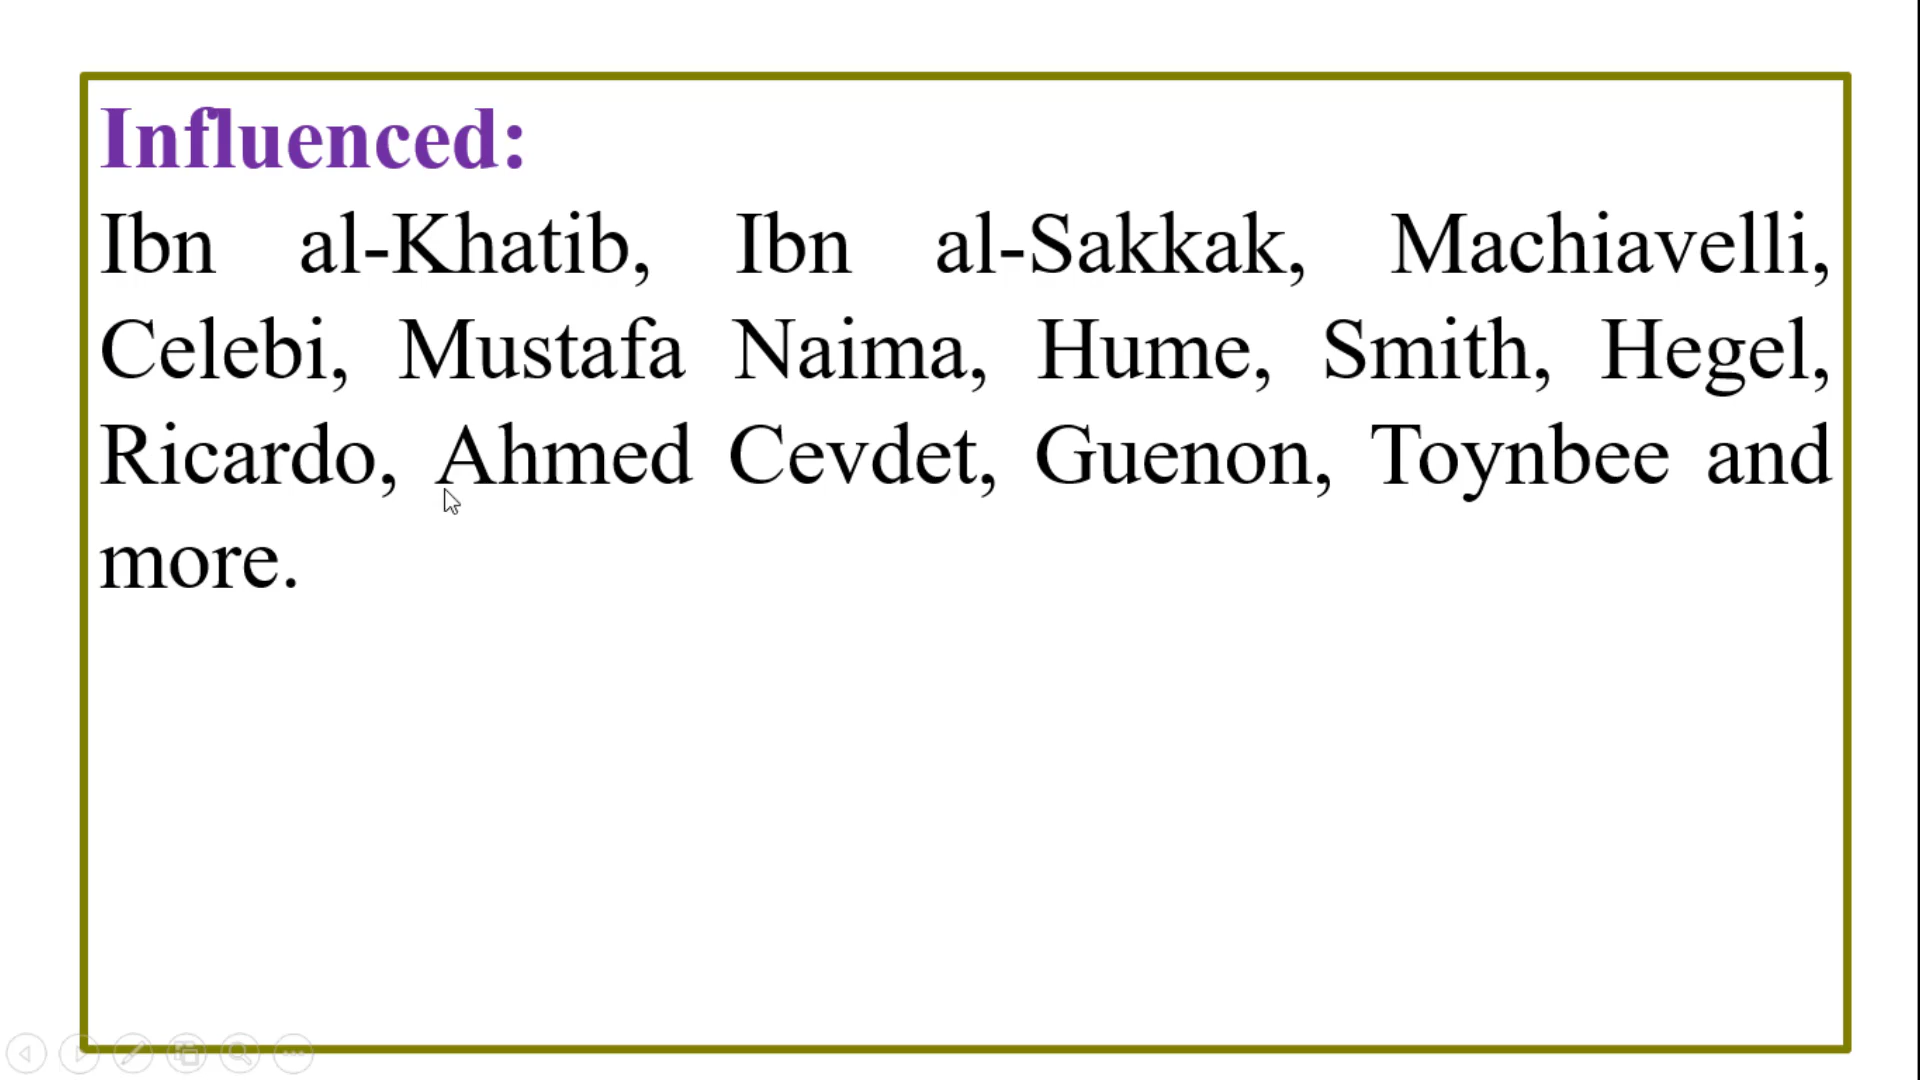 Influenced:
Ibn al-Khatib, Ibn al-Sakkak, Machiavelli,
Celebi, Mustafa Naima, Hume, Smith, Hegel,
Ricardo, Ahmed Cevdet, Guenon, Toynbee and
more.